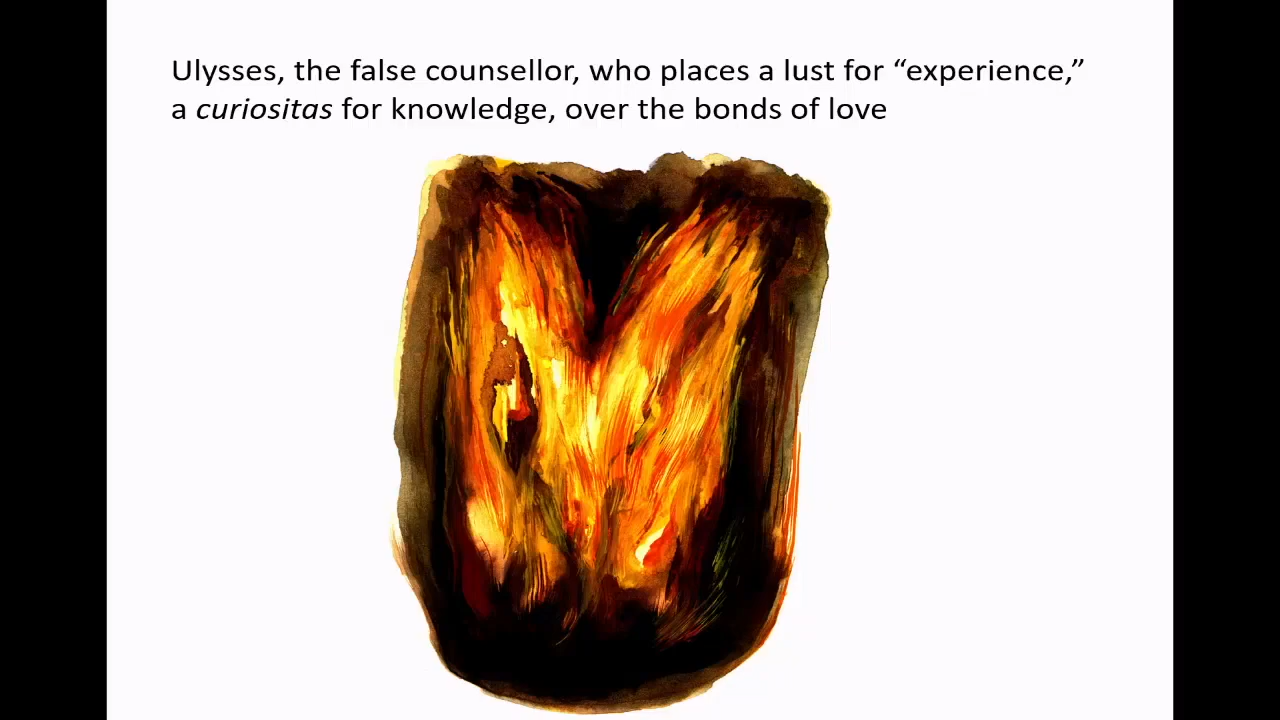 Ulysses, the false counsellor, who places a lust for “experience,”
a curiositas for knowledge, over the bonds of love